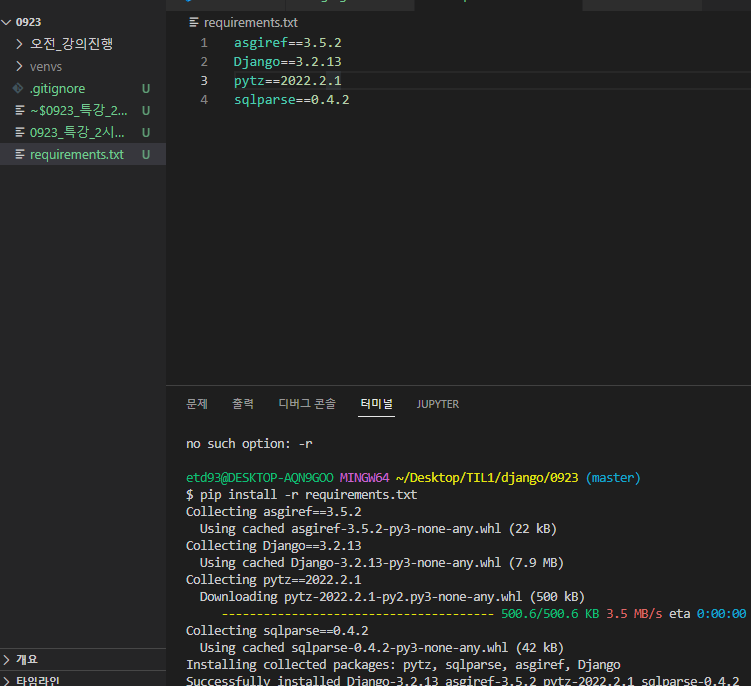 0923
오전_강의진행
venvs
.gitignore U
~$0923_특강_2... U
0923_특강_2시... U
requirements.txt U
개요
타임라인
requirements.txt
1 asgiref==3.5.2
2 Django==3.2.13
3 pytz==2022.2.1
4 sqlparse==0.4.2
문제 출력 디버그 콘솔 터미널 JUPYTER
no such option: -r
etd93@DESKTOP-AQN9GOO MINGW64 ~/Desktop/TIL1/django/0923 (master)
$ pip install -r requirements.txt
Collecting asgiref==3.5.2
Using cached asgiref-3.5.2-py3-none-any.whl (22 kB)
Collecting Django==3.2.13
Using cached Django-3.2.13-py3-none-any.whl (7.9 MB)
Collecting pytz==2022.2.1
Downloading pytz-2022.2.1-py2.py3-none-any.whl (500 kB)
---------------------------------------- 500.6/500.6 KB 3.5 MB/s eta 0:00:00
Collecting sqlparse==0.4.2
Using cached sqlparse-0.4.2-py3-none-any.whl (42 kB)
Installing collected packages: pytz, sqlparse, asgiref, Django
Successfully installed Django-3.2.13 asgiref-3.5.2 pytz-2022.2.1 sqlparse-0.4.2